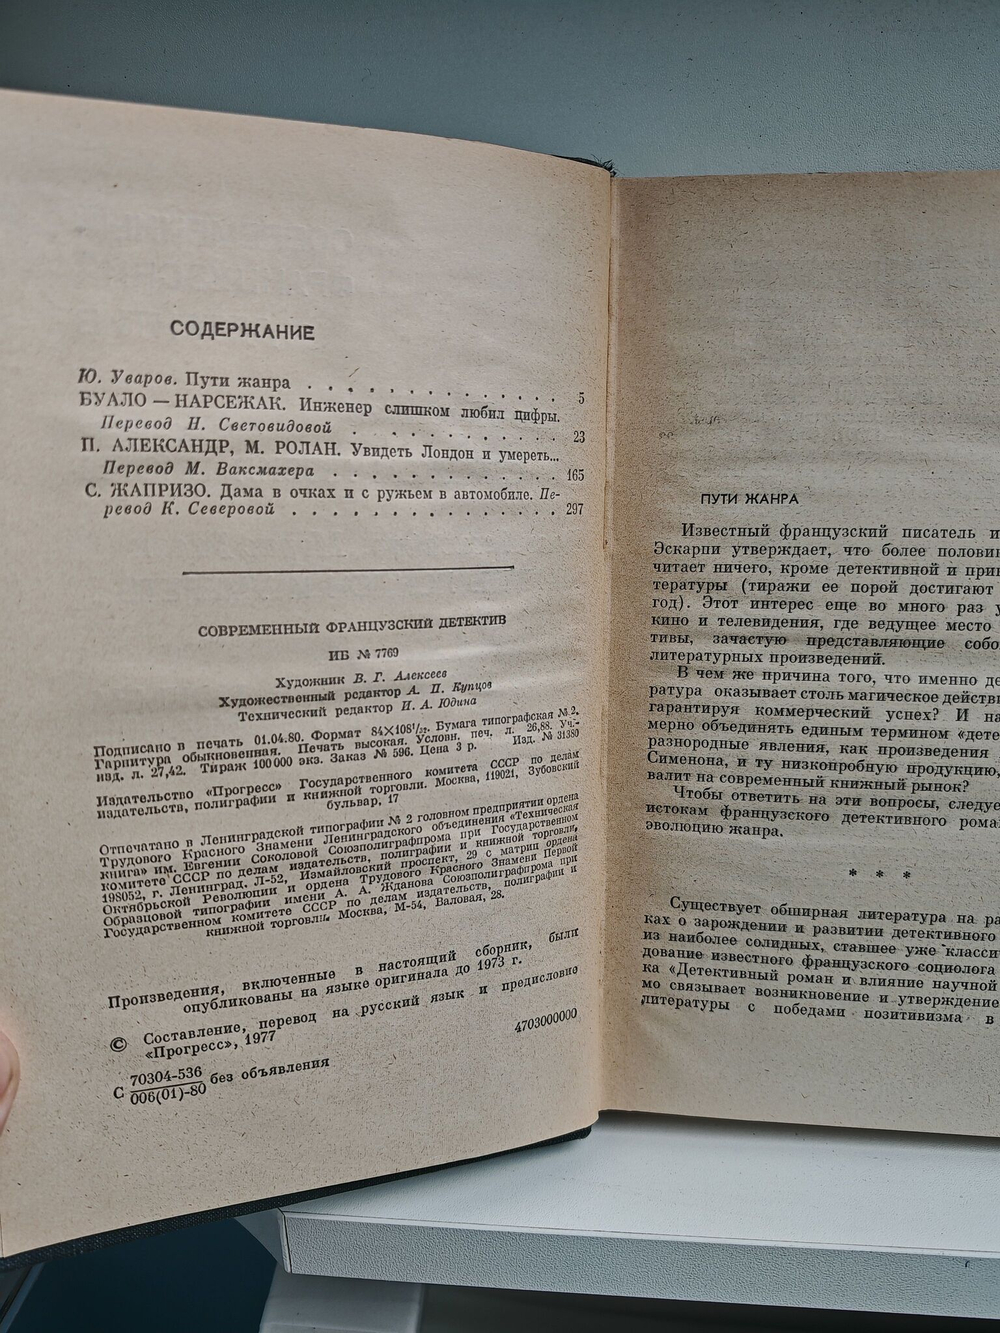 СОДЕРЖАНИЕ
Ю. Уваров. Пути жанра . . . . . . . . . . . . 5
БУАЛО — НАРСЕЖАК. Инженер слишком любил цифры.
Перевод Н. Световидовой . . . . . . . . . . 23
П. АЛЕКСАНДР, М. РОЛАН. Увидеть Лондон и умереть...
Перевод М. Ваксмахера . . . . . . . . . . . 165
С. ЖАПРИЗО. Дама в очках и с ружьем в автомобиле. Пе-
ревод К. Северовой . . . . . . . . . . . . . 297
СОВРЕМЕННЫЙ ФРАНЦУЗСКИЙ ДЕТЕКТИВ
ИБ № 7769
Художник В. Г. Алексеев
Художественный редактор А. П. Купцов
Технический редактор И. А. Юдина
Подписано в печать 01.04.80. Формат 84×108¹/₃₂. Бумага типографская № 2.
Гарнитура обыкновенная. Печать высокая. Условн. печ. л. 26,88. Уч.-
изд. л. 27,42. Тираж 100 000 экз. Заказ № 596. Цена 3 р. Изд. № 31380
Издательство «Прогресс» Государственного комитета СССР по делам
издательств, полиграфии и книжной торговли. Москва, 119021, Зубовский
бульвар, 17
Отпечатано в Ленинградской типографии № 2 головном предприятии ордена
Трудового Красного Знамени Ленинградского объединения «Техническая
книга» им. Евгении Соколовой Союзполиграфпрома при Государственном
комитете СССР по делам издательств, полиграфии и книжной торговли,
198052, г. Ленинград, Л-52, Измайловский проспект, 29 с матриц ордена
Октябрьской Революции и ордена Трудового Красного Знамени Первой
Образцовой типографии имени А. А. Жданова Союзполиграфпрома при
Государственном комитете СССР по делам издательств, полиграфии и
книжной торговли. Москва, М-54, Валовая, 28.
Произведения, включенные в настоящий сборник, были
опубликованы на языке оригинала до 1973 г.
© Составление, перевод на русский язык и предисловие
«Прогресс», 1977
4703000000
С 70304-536 без объявления
006(01)-80
ПУТИ ЖАНРА
Известный французский писатель и
Эскарпи утверждает, что более половин
читает ничего, кроме детективной и прик
тературы (тиражи ее порой достигают
год). Этот интерес еще во много раз у
кино и телевидения, где ведущее место
тивы, зачастую представляющие собо
литературных произведений.
В чем же причина того, что именно де
ратура оказывает столь магическое действи
гарантируя коммерческий успех? И на
мерно объединять единым термином «дете
разнородные явления, как произведения
Сименона, и ту низкопробную продукцию,
валит на современный книжный рынок?
Чтобы ответить на эти вопросы, следуе
истокам французского детективного рома
эволюцию жанра.
* * *
Существует обширная литература на ра
ках о зарождении и развитии детективного
из наиболее солидных, ставшее уже класси
дование известного французского социолога
ка «Детективный роман и влияние научной
мо связывает возникновение и утверждение
литературы с победами позитивизма в